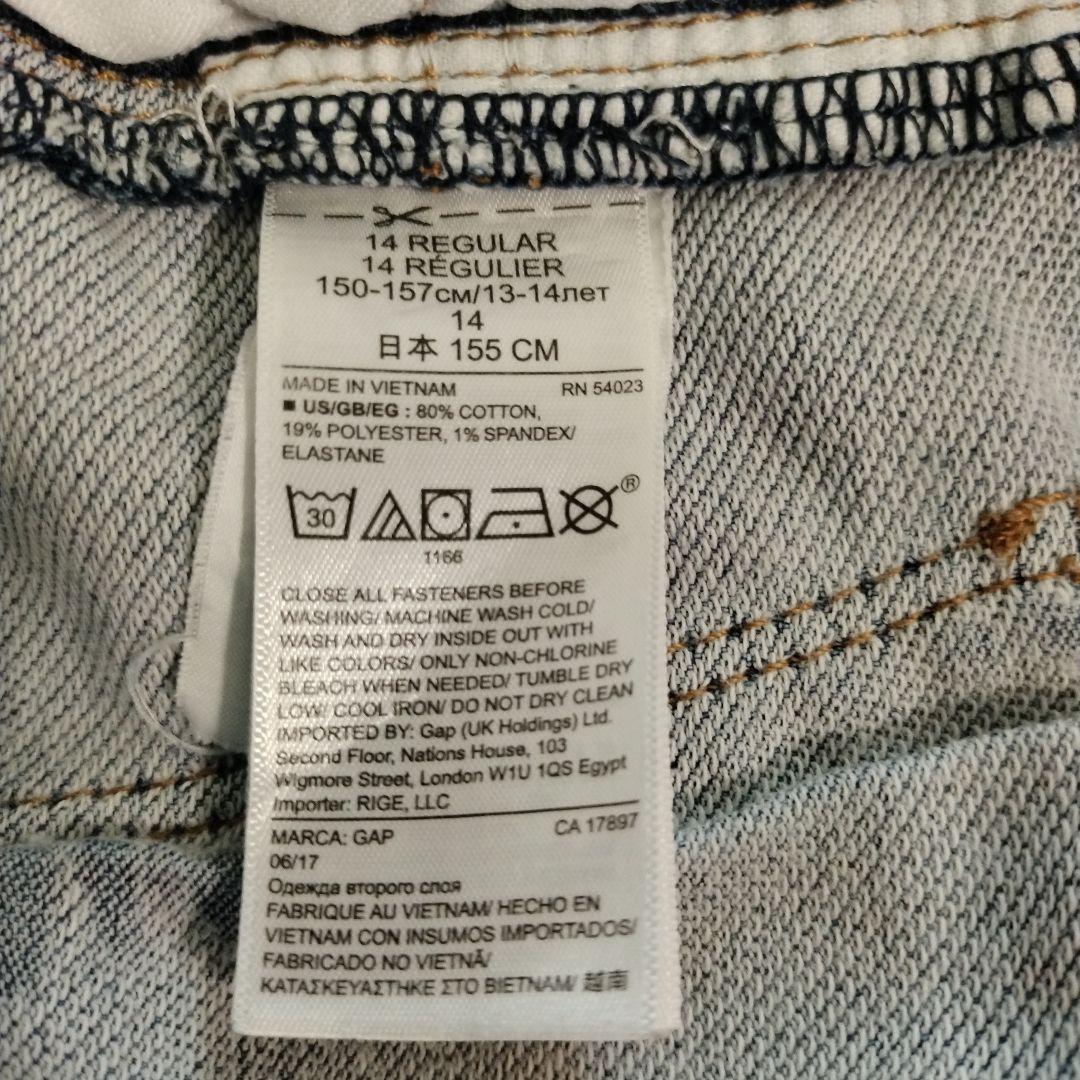 14 REGULAR
14 RÉGULIER
150-157см/13-14лет
14
日本 155 CM
MADE IN VIETNAM RN 54023
■ US/GB/EG : 80% COTTON,
19% POLYESTER, 1% SPANDEX/
ELASTANE
30
®
1166
CLOSE ALL FASTENERS BEFORE
WASHING/ MACHINE WASH COLD/
WASH AND DRY INSIDE OUT WITH
LIKE COLORS/ ONLY NON-CHLORINE
BLEACH WHEN NEEDED/ TUMBLE DRY
LOW/ COOL IRON/ DO NOT DRY CLEAN
IMPORTED BY: Gap (UK Holdings) Ltd.
Second Floor, Nations House, 103
Wigmore Street, London W1U 1QS Egypt
Importer: RIGE, LLC
MARCA: GAP CA 17897
06/17
Одежда второго слоя
FABRIQUE AU VIETNAM/ HECHO EN
VIETNAM CON INSUMOS IMPORTADOS/
FABRICADO NO VIETNÃ/
ΚΑΤΑΣΚΕΥΑΣΤΗΚΕ ΣΤΟ ΒΙΕΤΝΑΜ/ 越南